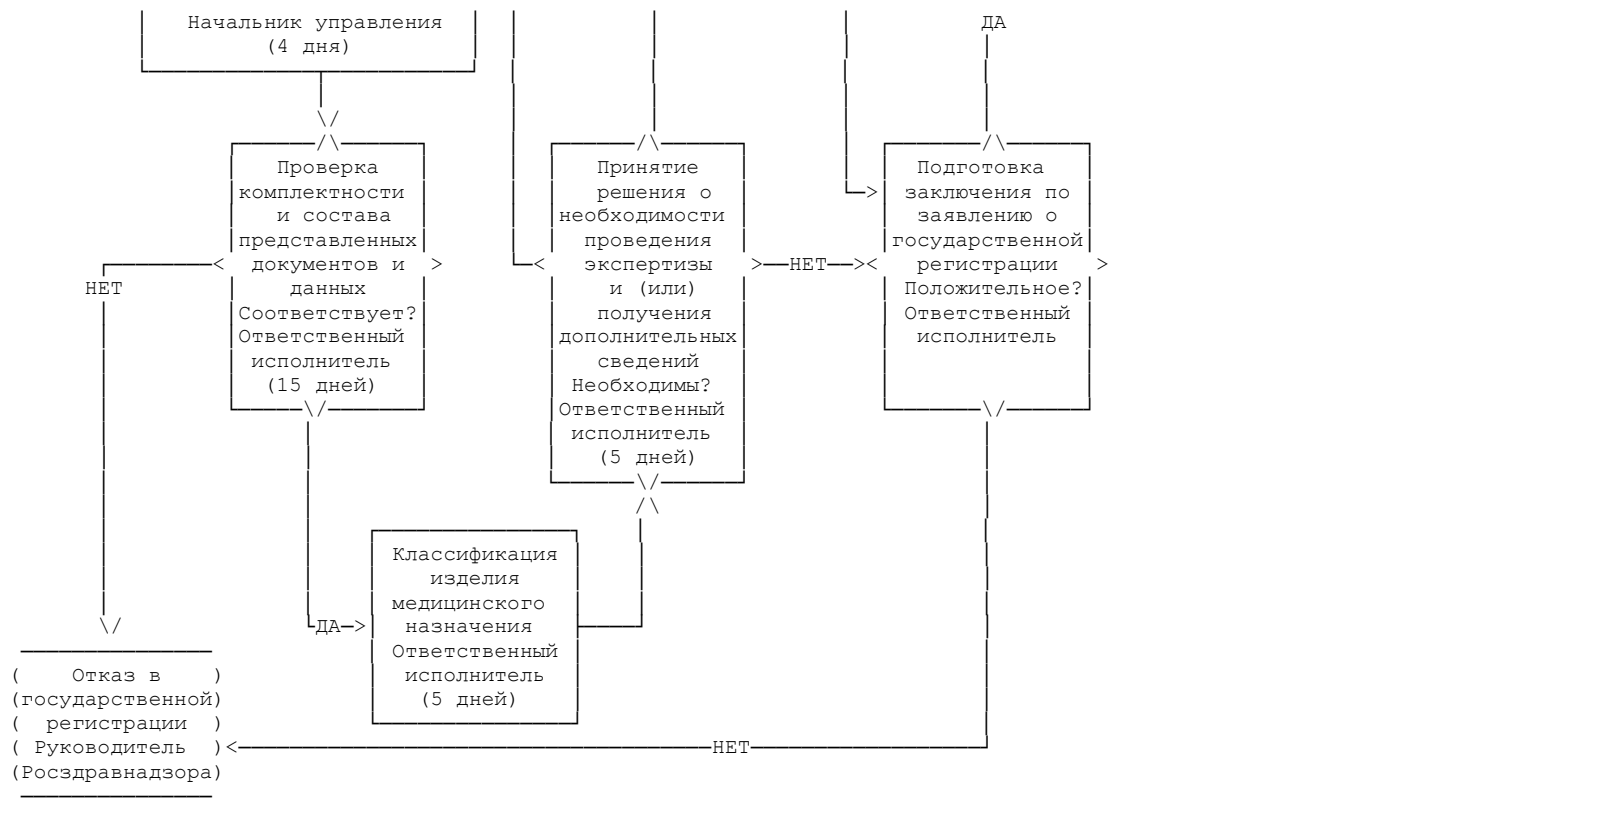 Начальник управления
(4 дня)
ДА
Проверка
комплектности
и состава
представленных
документов и
данных
Соответствует?
Ответственный
исполнитель
(15 дней)
Принятие
решения о
необходимости
проведения
экспертизы
и (или)
получения
дополнительных
сведений
Необходимы?
Ответственный
исполнитель
(5 дней)
НЕТ
Подготовка
заключения по
заявлению о
государственной
регистрации
Положительное?
Ответственный
исполнитель
НЕТ
ДА
Классификация
изделия
медицинского
назначения
Ответственный
исполнитель
(5 дней)
( Отказ в )
(государственной)
( регистрации )
( Руководитель )
(Росздравнадзора)
НЕТ